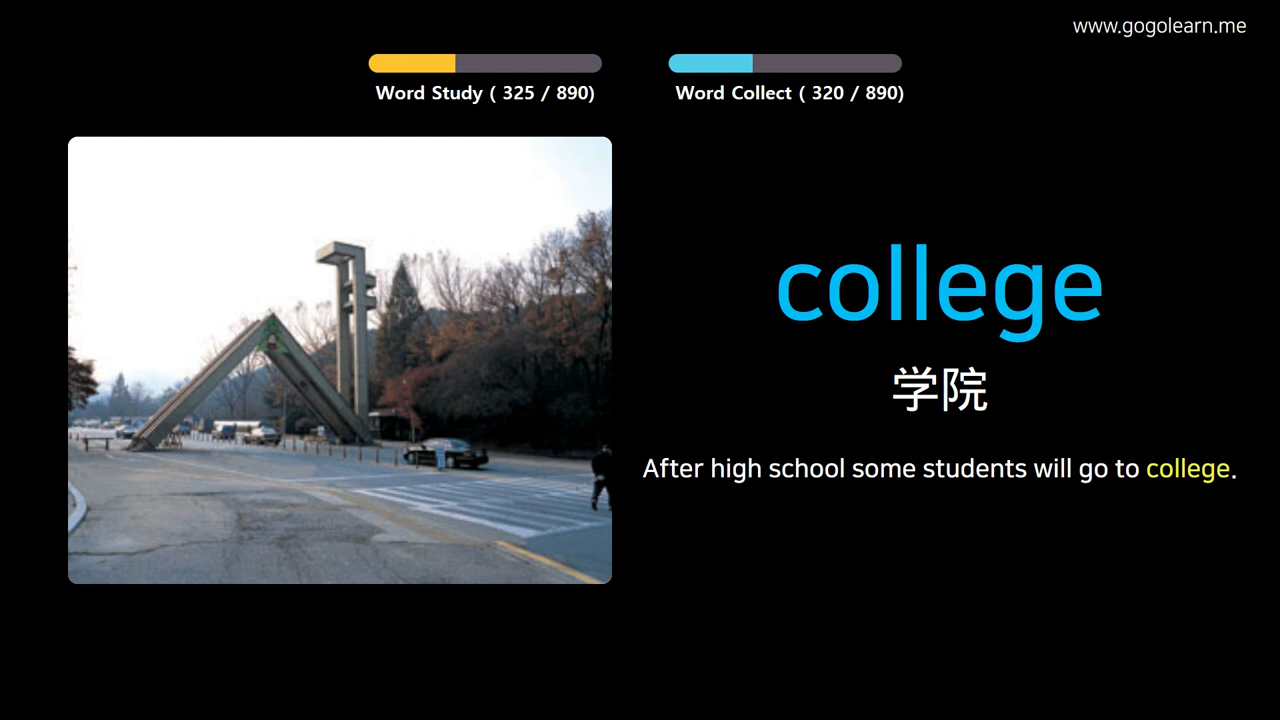 www.gogolearn.me
Word Study ( 325 / 890)
Word Collect ( 320 / 890)
college
学院
After high school some students will go to college.